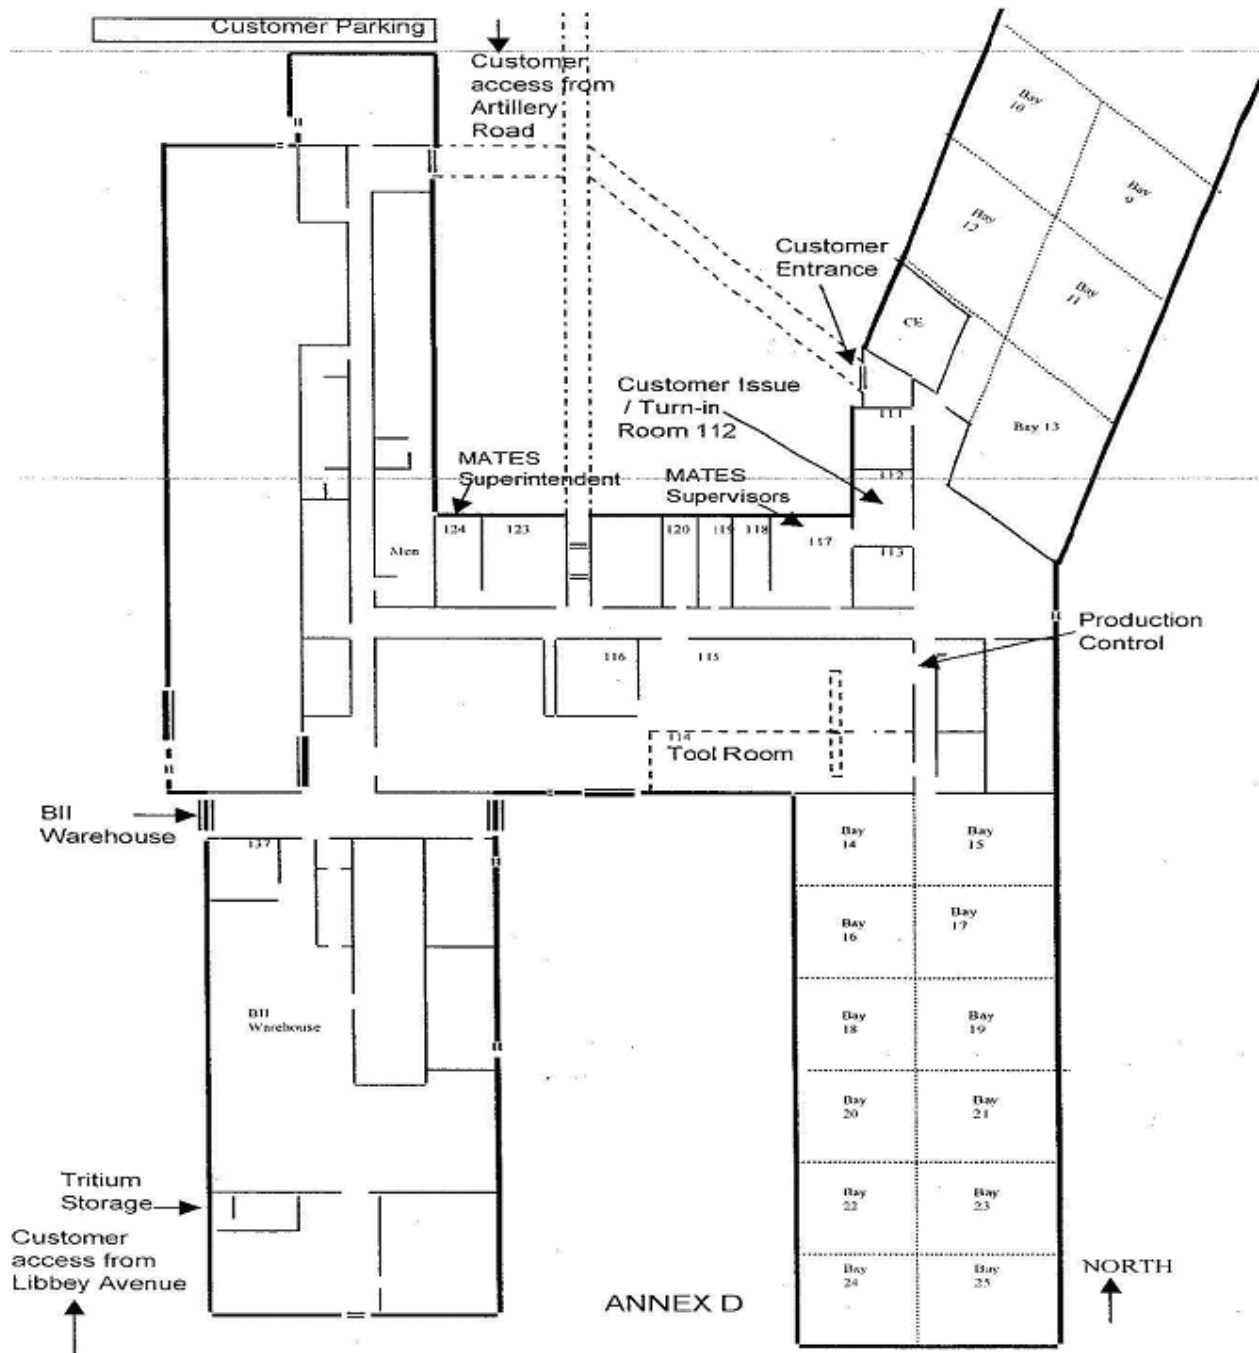 Customer Parking
Customer
access from
Artillery
Road
Bay
10
Bay
9
Bay
12
Bay
11
Customer
Entrance
CE
Customer Issue
/ Turn-in
Room 112
111
Bay 13
MATES
Superintendent
MATES
Supervisors
112
124
123
120
119
118
117
Men
113
Production
Control
116
115
114
Tool Room
BII
Warehouse
137
Bay
14
Bay
15
Bay
16
Bay
17
BII
Warehouse
Bay
18
Bay
19
Bay
20
Bay
21
Tritium
Storage
Bay
22
Bay
23
Customer
access from
Libbey Avenue
Bay
24
Bay
25
NORTH
ANNEX D